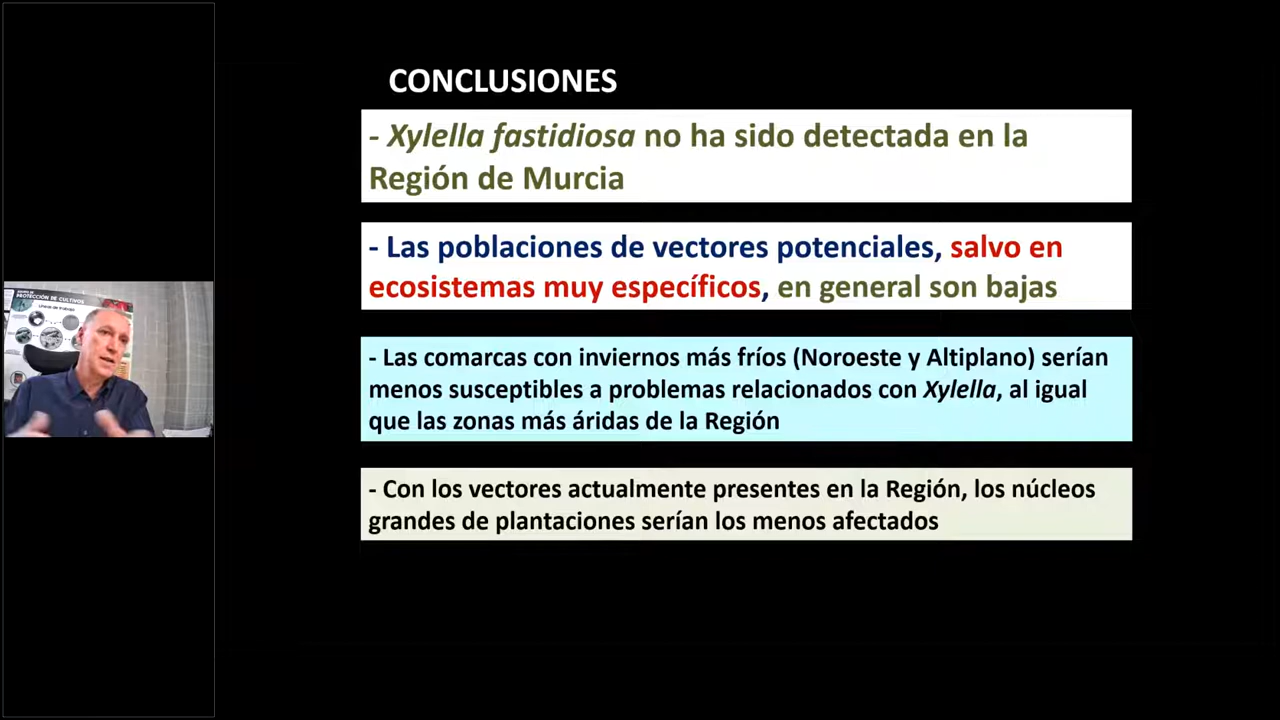 CONCLUSIONES
- Xylella fastidiosa no ha sido detectada en la
Región de Murcia
- Las poblaciones de vectores potenciales, salvo en
ecosistemas muy específicos, en general son bajas
- Las comarcas con inviernos más fríos (Noroeste y Altiplano) serían
menos susceptibles a problemas relacionados con Xylella, al igual
que las zonas más áridas de la Región
- Con los vectores actualmente presentes en la Región, los núcleos
grandes de plantaciones serían los menos afectados
PROTECCIÓN DE CULTIVOS